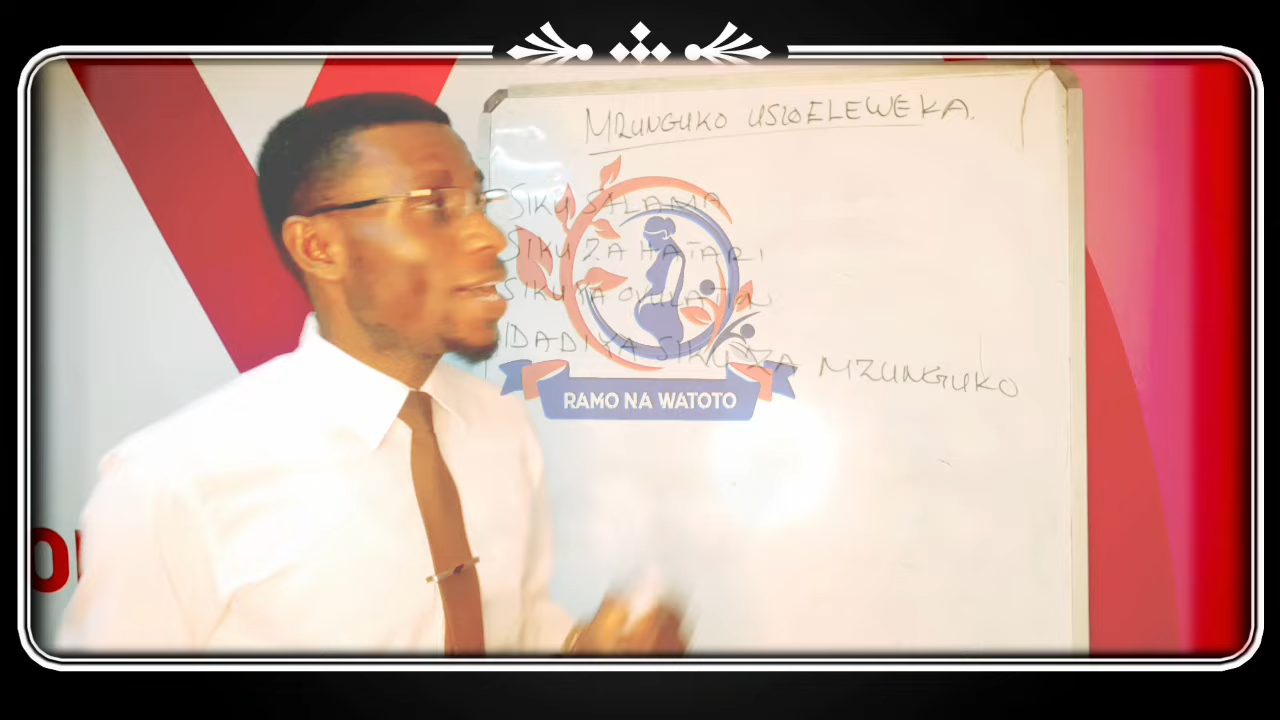 MZUNGUKO USIOELEWEKA.
SIKU SALAMA
SIKU ZA HATARI
SIKU YA OVULATION
IDADI YA SIKU ZA MZUNGUKO
RAMO NA WATOTO